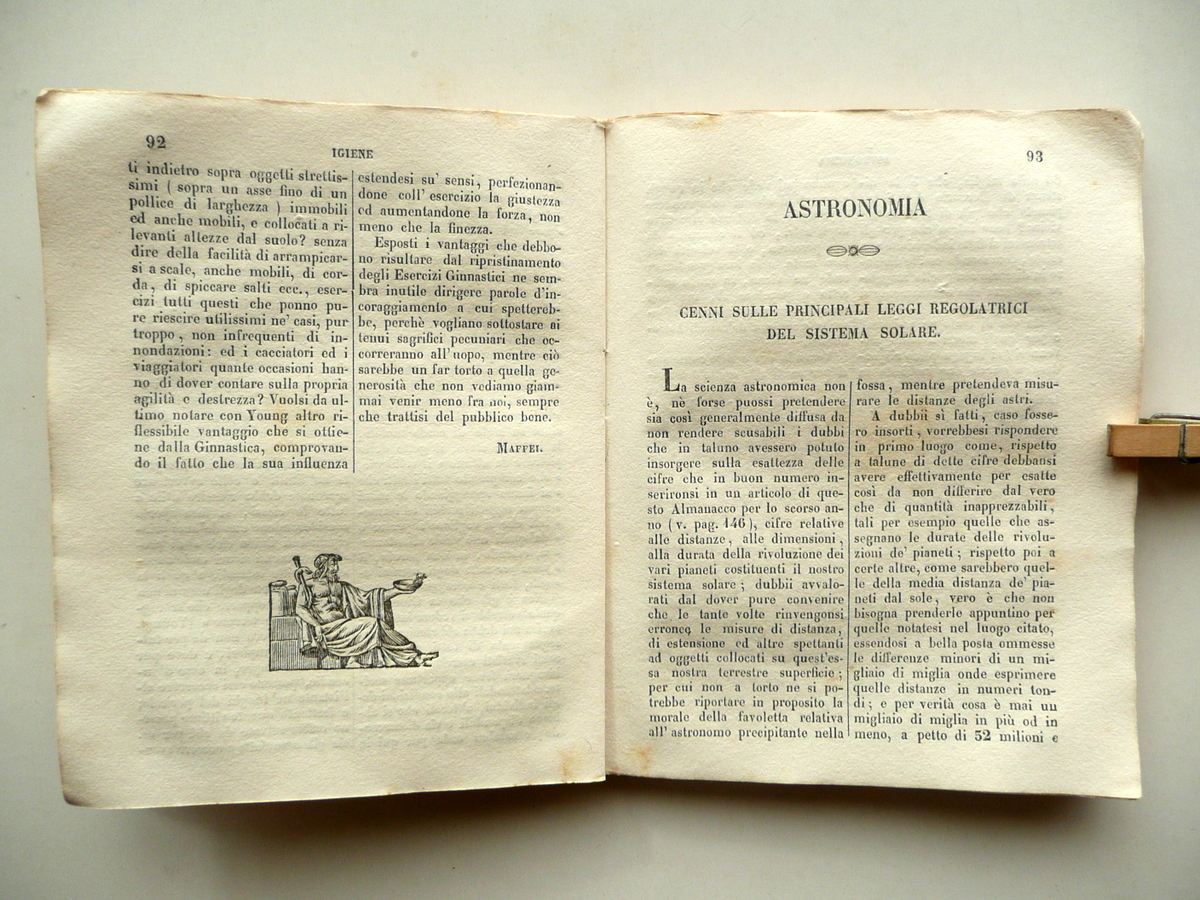 92
IGIENE
ti indietro sopra oggetti strettis-
simi ( sopra un asse fino di un
pollice di larghezza ) immobili
ed anche mobili, e collocati a ri-
levanti altezze dal suolo? senza
dire della facilità di arrampicar-
si a scale, anche mobili, di cor-
da, di spiccare salti ecc., eser-
cizi tutti questi che ponno pu-
re riescire utilissimi ne' casi, pur
troppo, non infrequenti di in-
nondazioni: ed i cacciatori ed i
viaggiatori quante occasioni han-
no di dover contare sulla propria
agilità e destrezza? Vuolsi da ul-
timo notare con Young altro ri-
flessibile vantaggio che si ottie-
ne dalla Ginnastica, comprovan-
do il fatto che la sua influenza
estendesi su' sensi, perfezionan-
done coll' esercizio la giustezza
ed aumentandone la forza, non
meno che la finezza.
Esposti i vantaggi che debbo-
no risultare dal ripristinamento
degli Esercizi Ginnastici ne sem-
bra inutile dirigere parole d'in-
coraggiamento a cui spetterob-
be, perchè vogliano sottostare ai
tenui sagrifici pecuniari che oc-
correranno all'uopo, mentre ciò
sarebbe un far torto a quella ge-
nerosità che non vediamo giam-
mai venir meno fra noi, sempre
che trattisi del pubblico bene.
MAFFEI.
93
ASTRONOMIA
CENNI SULLE PRINCIPALI LEGGI REGOLATRICI
DEL SISTEMA SOLARE.
La scienza astronomica non
è, nè forse puossi pretendere
sia così generalmente diffusa da
non rendere scusabili i dubbi
che in taluno avessero potuto
insorgere sulla esattezza delle
cifre che in buon numero in-
serironsi in un articolo di que-
sto Almanacco per lo scorso an-
no ( v. pag. 146 ), cifre relative
alle distanze, alle dimensioni,
alla durata della rivoluzione dei
vari pianeti costituenti il nostro
sistema solare; dubbii avvalo-
rati dal dover pure convenire
che le tante volte rinvengonsi
erronee le misure di distanza,
di estensione ed altre spettanti
ad oggetti collocati su quest'es-
sa nostra terrestre superficie;
per cui non a torto ne si po-
trebbe riportare in proposito la
morale della favoletta relativa
all' astronomo precipitante nella
fossa, mentre pretendeva misu-
rare le distanze degli astri.
A dubbii sì fatti, caso fosse-
ro insorti, vorrebbesi rispondere
in primo luogo come, rispetto
a talune di dette cifre debbansi
avere effettivamente per esatte
così da non differire dal vero
che di quantità inapprezzabili,
tali per esempio quelle che as-
segnano le durate delle rivolu-
zioni de' pianeti; rispetto poi a
certe altre, come sarebbero quel-
le della media distanza de' pia-
neti dal sole, vero è che non
bisogna prenderle appuntino per
quelle notatesi nel luogo citato,
essendosi a bella posta ommesse
le differenze minori di un mi-
gliaio di miglia onde esprimere
quelle distanze in numeri ton-
di; e per verità cosa è mai un
migliaio di miglia in più od in
meno, a petto di 52 milioni e